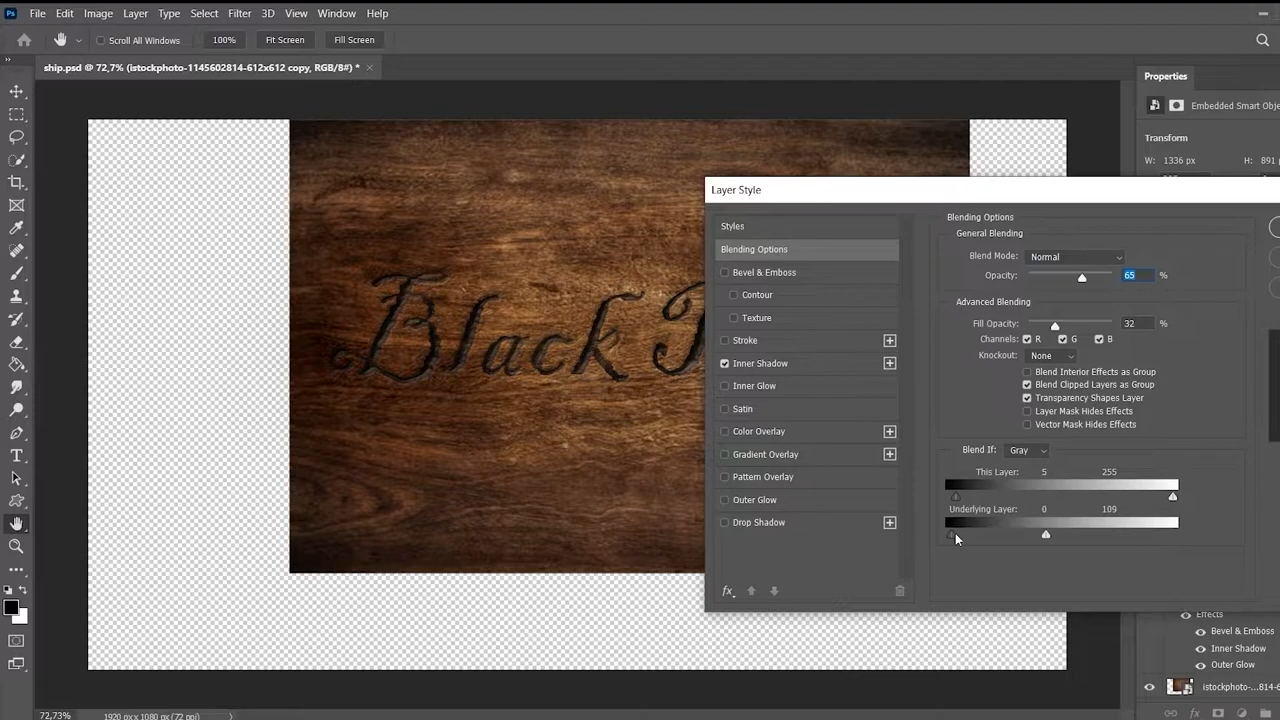 Ps File Edit Image Layer Type Select Filter 3D View Window Help
Scroll All Windows 100% Fit Screen Fill Screen
ship.psd @ 72,7% (istockphoto-1145602814-612x612 copy, RGB/8#) *
Properties
Embedded Smart Obje
Transform
W: 1336 px H: 891
Layer Style
Styles
Blending Options
Bevel & Emboss
Contour
Texture
Stroke
Inner Shadow
Inner Glow
Satin
Color Overlay
Gradient Overlay
Pattern Overlay
Outer Glow
Drop Shadow
fx
Blending Options
General Blending
Blend Mode: Normal
Opacity: 65 %
Advanced Blending
Fill Opacity: 32 %
Channels: R G B
Knockout: None
Blend Interior Effects as Group
Blend Clipped Layers as Group
Transparency Shapes Layer
Layer Mask Hides Effects
Vector Mask Hides Effects
Blend If: Gray
This Layer: 5 255
Underlying Layer: 0 109
Black
Effects
Bevel & Emboss
Inner Shadow
Outer Glow
istockphoto-...814-6
fx
72,73% 1920 px x 1080 px (72 ppi)